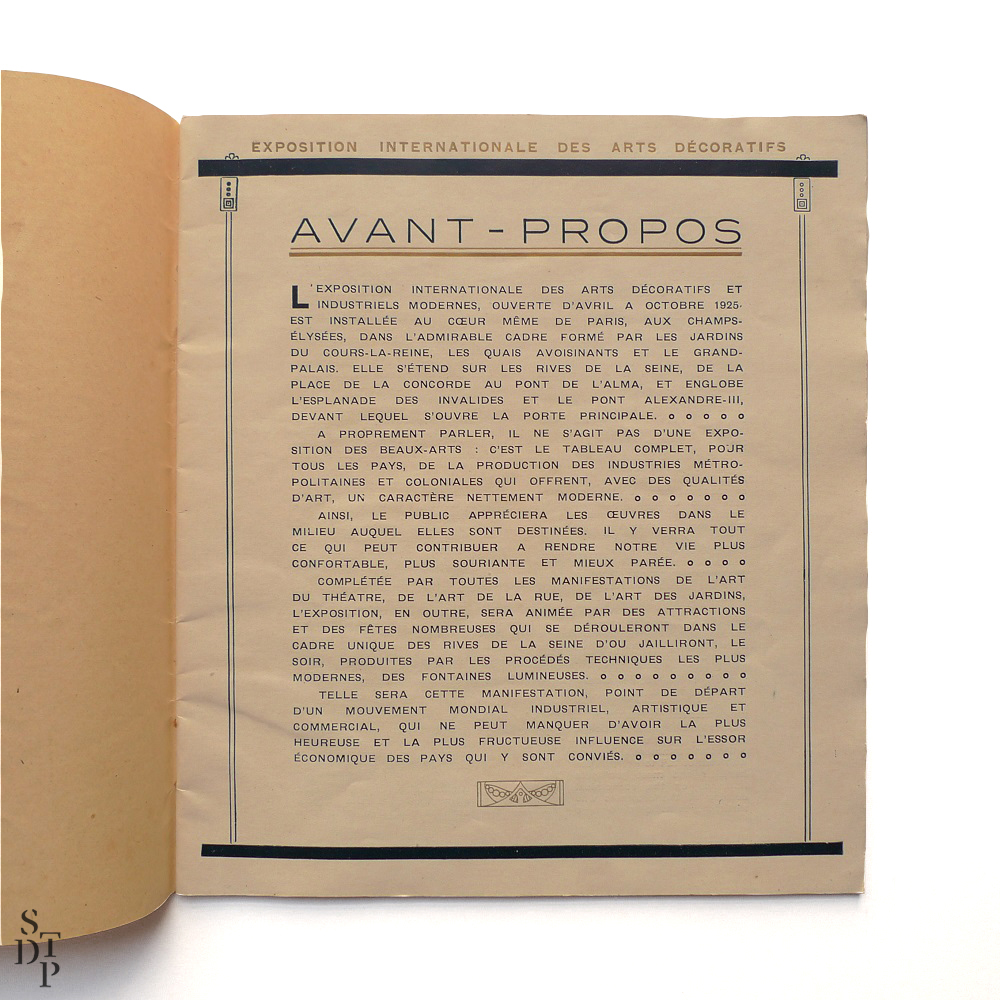 EXPOSITION INTERNATIONALE DES ARTS DÉCORATIFS
AVANT-PROPOS
L'EXPOSITION INTERNATIONALE DES ARTS DÉCORATIFS ET
INDUSTRIELS MODERNES, OUVERTE D'AVRIL A OCTOBRE 1925,
EST INSTALLÉE AU CŒUR MÊME DE PARIS, AUX CHAMPS-
ÉLYSÉES, DANS L'ADMIRABLE CADRE FORMÉ PAR LES JARDINS
DU COURS-LA-REINE, LES QUAIS AVOISINANTS ET LE GRAND-
PALAIS. ELLE S'ÉTEND SUR LES RIVES DE LA SEINE, DE LA
PLACE DE LA CONCORDE AU PONT DE L'ALMA, ET ENGLOBE
L'ESPLANADE DES INVALIDES ET LE PONT ALEXANDRE-III,
DEVANT LEQUEL S'OUVRE LA PORTE PRINCIPALE.
A PROPREMENT PARLER, IL NE S'AGIT PAS D'UNE EXPO-
SITION DES BEAUX-ARTS : C'EST LE TABLEAU COMPLET, POUR
TOUS LES PAYS, DE LA PRODUCTION DES INDUSTRIES MÉTRO-
POLITAINES ET COLONIALES QUI OFFRENT, AVEC DES QUALITÉS
D'ART, UN CARACTÈRE NETTEMENT MODERNE.
AINSI, LE PUBLIC APPRÉCIERA LES ŒUVRES DANS LE
MILIEU AUQUEL ELLES SONT DESTINÉES. IL Y VERRA TOUT
CE QUI PEUT CONTRIBUER A RENDRE NOTRE VIE PLUS
CONFORTABLE, PLUS SOURIANTE ET MIEUX PARÉE.
COMPLÉTÉE PAR TOUTES LES MANIFESTATIONS DE L'ART
DU THÉATRE, DE L'ART DE LA RUE, DE L'ART DES JARDINS,
L'EXPOSITION, EN OUTRE, SERA ANIMÉE PAR DES ATTRACTIONS
ET DES FÊTES NOMBREUSES QUI SE DÉROULERONT DANS LE
CADRE UNIQUE DES RIVES DE LA SEINE D'OU JAILLIRONT, LE
SOIR, PRODUITES PAR LES PROCÉDÉS TECHNIQUES LES PLUS
MODERNES, DES FONTAINES LUMINEUSES.
TELLE SERA CETTE MANIFESTATION, POINT DE DÉPART
D'UN MOUVEMENT MONDIAL INDUSTRIEL, ARTISTIQUE ET
COMMERCIAL, QUI NE PEUT MANQUER D'AVOIR LA PLUS
HEUREUSE ET LA PLUS FRUCTUEUSE INFLUENCE SUR L'ESSOR
ÉCONOMIQUE DES PAYS QUI Y SONT CONVIÉS.
SDTP